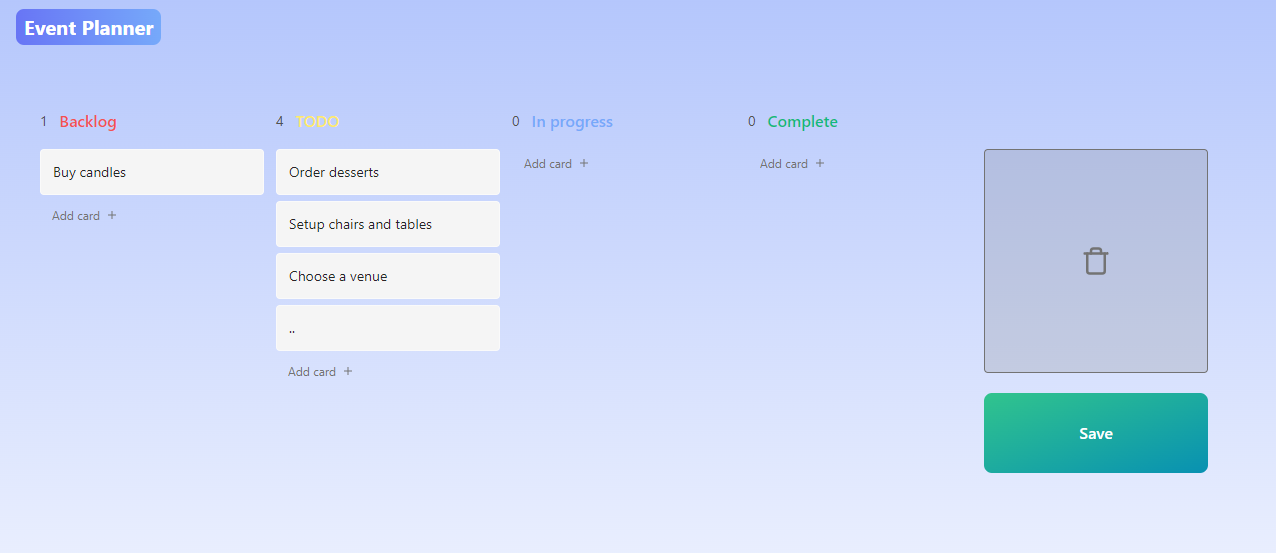 Event Planner
1 Backlog
Buy candles
Add card +
4 TODO
Order desserts
Setup chairs and tables
Choose a venue
..
Add card +
0 In progress
Add card +
0 Complete
Add card +
Save